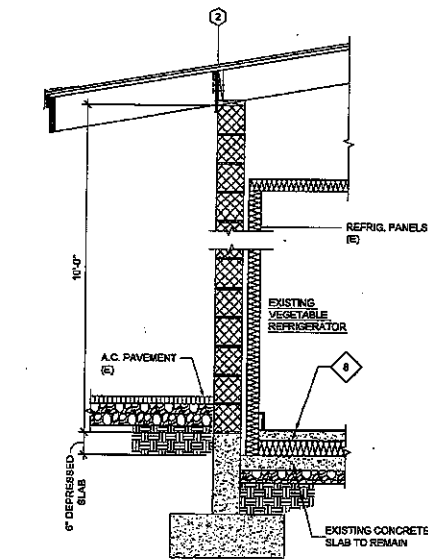 2
REFRIG. PANELS
(E)
10'-0"
EXISTING
VEGETABLE
REFRIGERATOR
A.C. PAVEMENT
(E)
8
6" DEPRESSED
SLAB
EXISTING CONCRETE
SLAB TO REMAIN